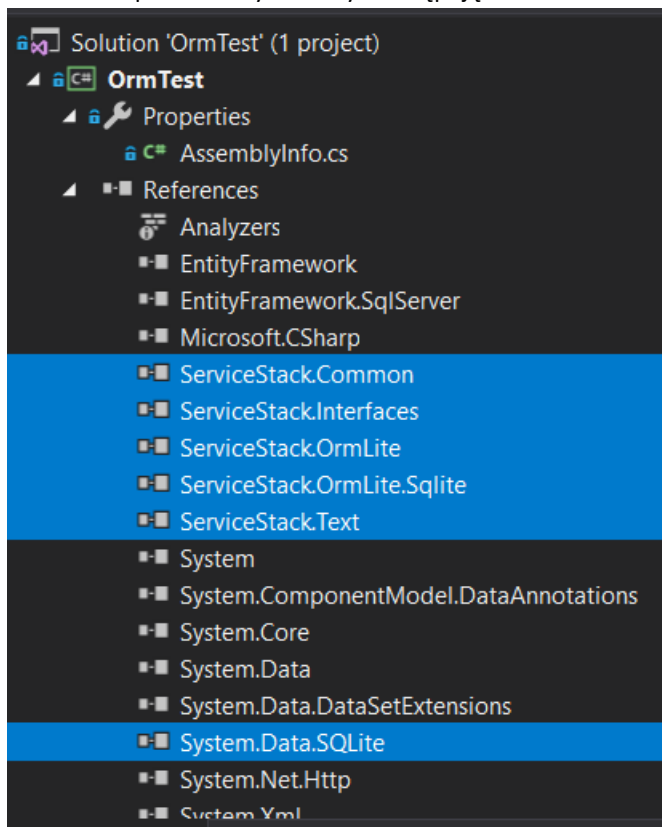 Solution 'OrmTest' (1 project)
C# OrmTest
Properties
C# AssemblyInfo.cs
References
Analyzers
EntityFramework
EntityFramework.SqlServer
Microsoft.CSharp
ServiceStack.Common
ServiceStack.Interfaces
ServiceStack.OrmLite
ServiceStack.OrmLite.Sqlite
ServiceStack.Text
System
System.ComponentModel.DataAnnotations
System.Core
System.Data
System.Data.DataSetExtensions
System.Data.SQLite
System.Net.Http
System.Xml